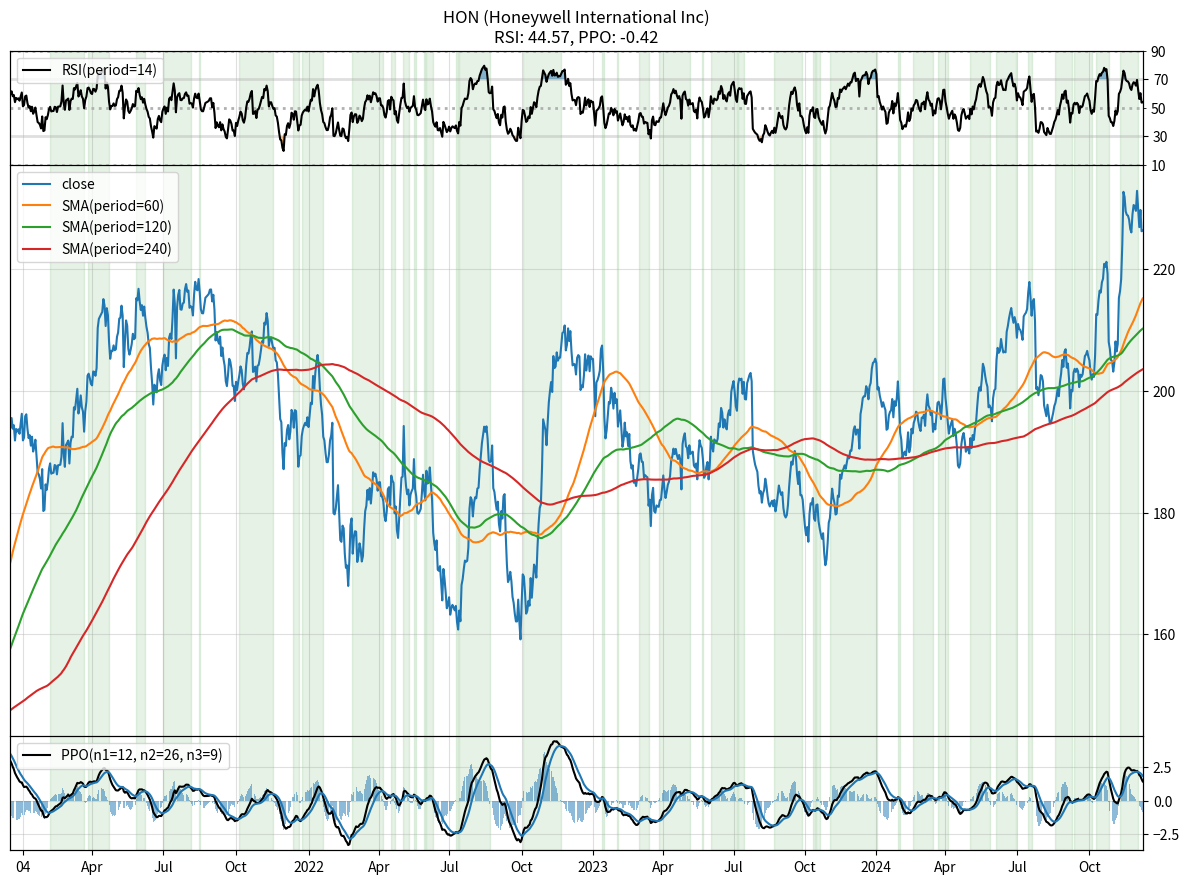 HON (Honeywell International Inc)
RSI: 44.57, PPO: -0.42
RSI(period=14)
90
70
50
30
10
close
SMA(period=60)
SMA(period=120)
SMA(period=240)
220
200
180
160
PPO(n1=12, n2=26, n3=9)
2.5
0.0
−2.5
04 Apr Jul Oct 2022 Apr Jul Oct 2023 Apr Jul Oct 2024 Apr Jul Oct